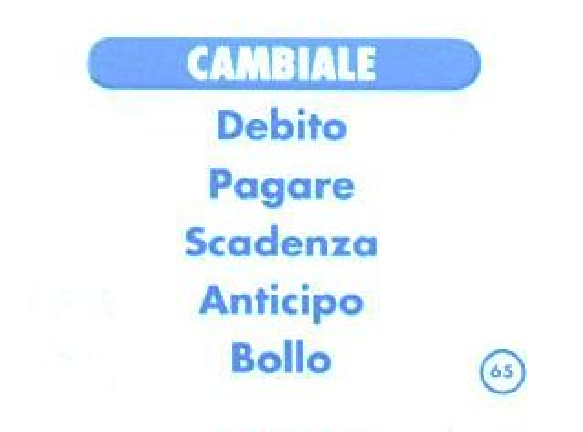 CAMBIALE
Debito
Pagare
Scadenza
Anticipo
Bollo
65